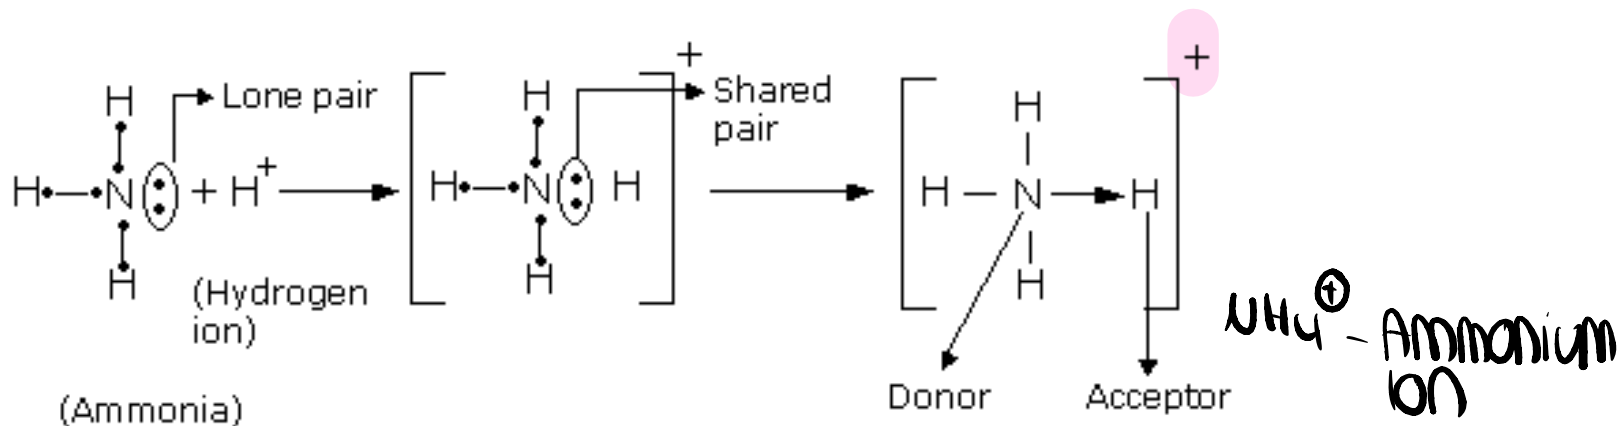 H
Lone pair
H
N
+ H+
H
(Hydrogen
ion)
(Ammonia)
+
H
Shared
pair
H
N
H
H
+
H
H
N
H
H
Donor
Acceptor
NH4+ - Ammonium
ion